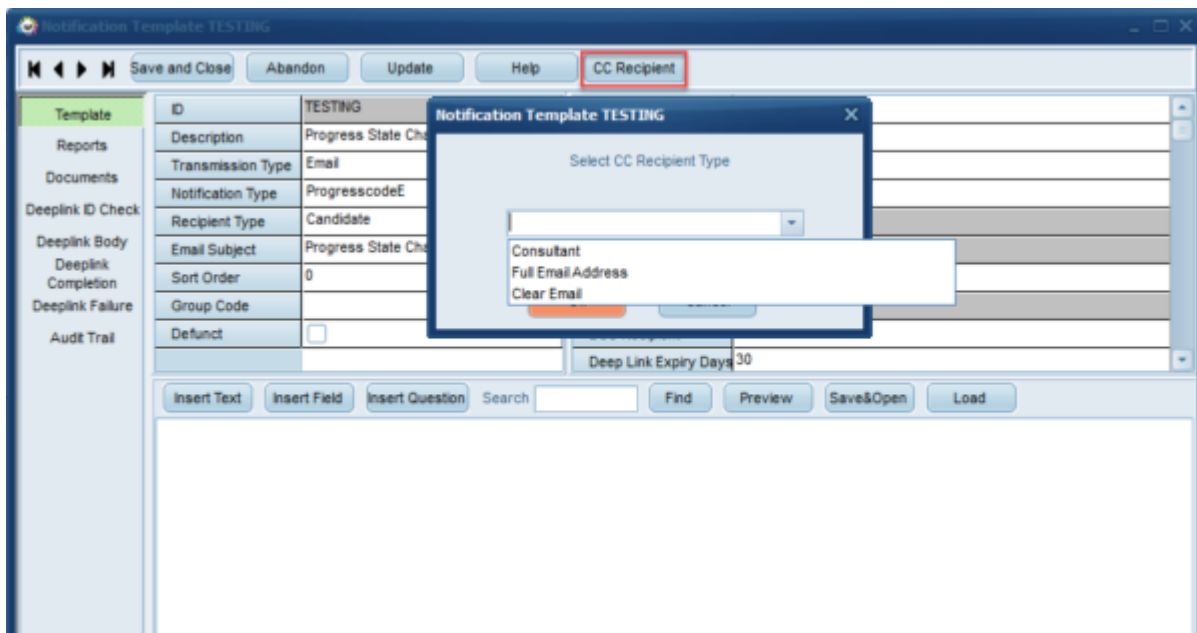 Notification Template TESTING
Save and Close Abandon Update Help CC Recipient
Template
Reports
Documents
Deeplink ID Check
Deeplink Body
Deeplink
Completion
Deeplink Failure
Audit Trail
ID TESTING
Description Progress State Cha
Transmission Type Email
Notification Type ProgresscodeE
Recipient Type Candidate
Email Subject Progress State Cha
Sort Order 0
Group Code
Defunct
Notification Template TESTING
Select CC Recipient Type
Consultant
Full Email Address
Clear Email
Deep Link Expiry Days 30
Insert Text Insert Field Insert Question Search Find Preview Save&Open Load